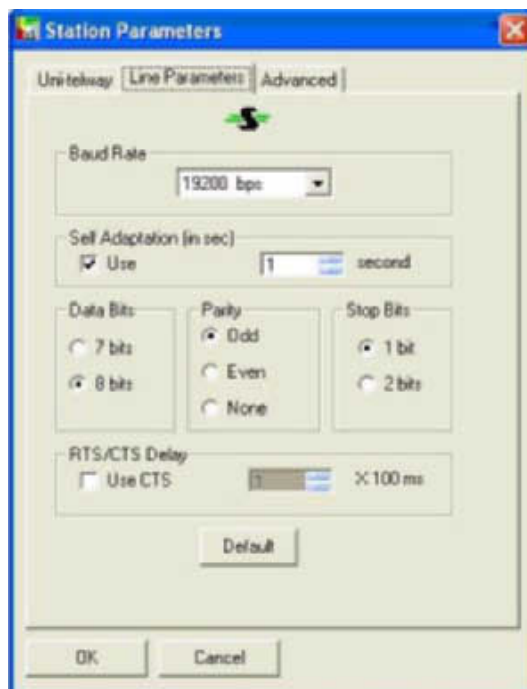 Station Parameters
Uni-telway Line Parameters Advanced
Baud Rate
19200 bps
Self Adaptation (in sec)
Use 1 second
Data Bits Parity Stop Bits
7 bits Odd 1 bit
8 bits Even 2 bits
None
RTS/CTS Delay
Use CTS 1 X 100 ms
Default
OK Cancel